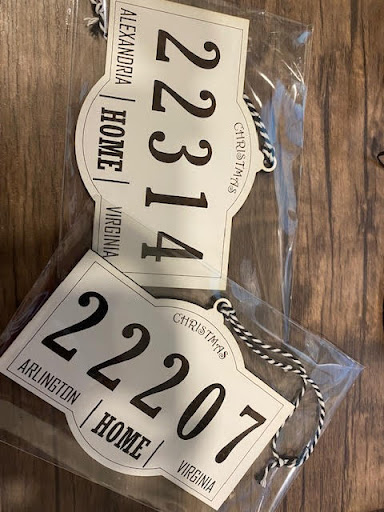 CHRISTMAS
22314
ALEXANDRIA | HOME | VIRGINIA
CHRISTMAS
22207
ARLINGTON | HOME | VIRGINIA